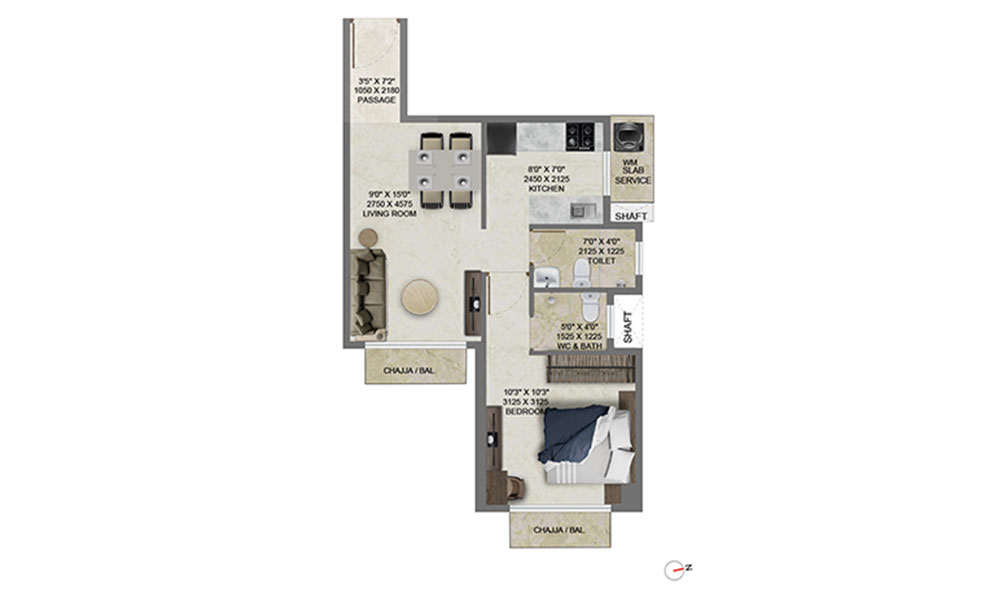 3'5" X 7'2"
1050 X 2180
PASSAGE
9'0" X 15'0"
2750 X 4575
LIVING ROOM
8'0" X 7'0"
2450 X 2125
KITCHEN
WM
SLAB
SERVICE
SHAFT
7'0" X 4'0"
2125 X 1225
TOILET
5'0" X 4'0"
1525 X 1225
WC & BATH
SHAFT
CHAJJA / BAL.
10'3" X 10'3"
3125 X 3125
BEDROOM
CHAJJA / BAL.
N